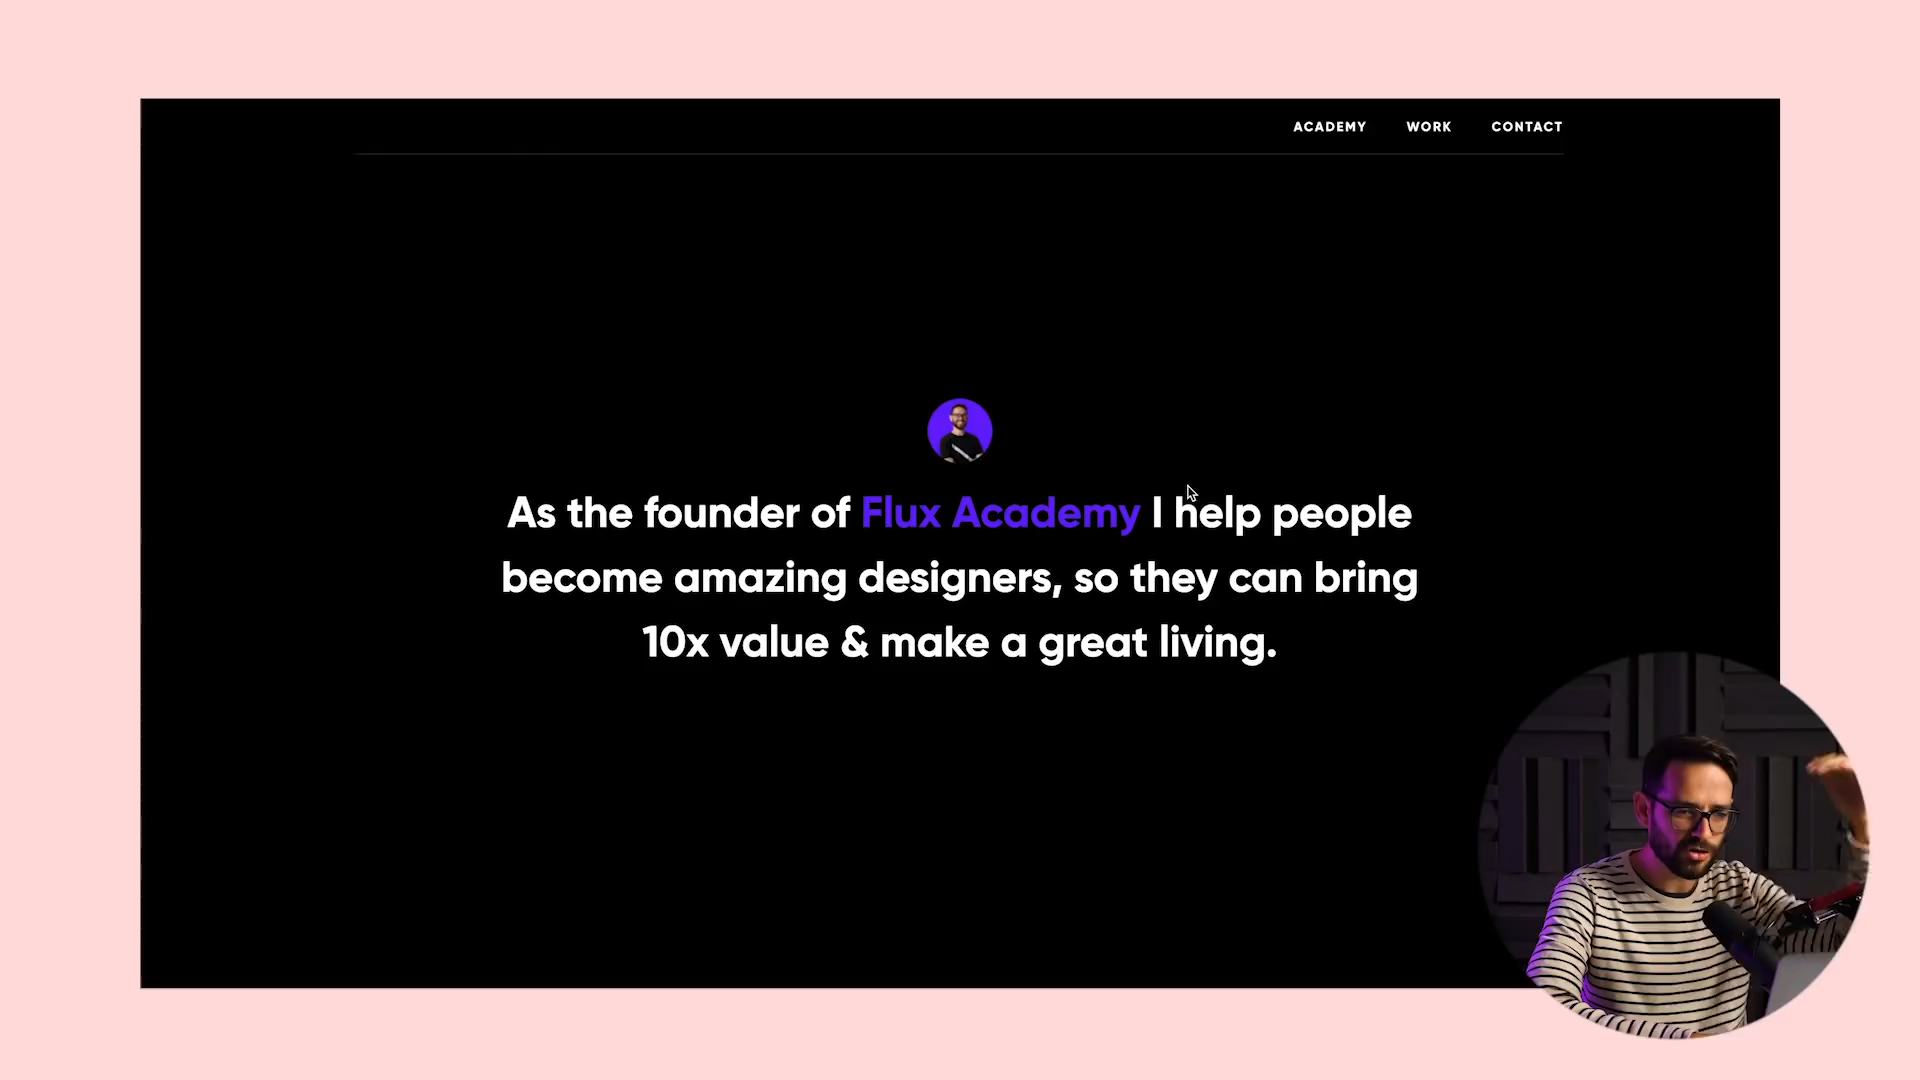 ACADEMY WORK CONTACT
As the founder of Flux Academy I help people
become amazing designers, so they can bring
10x value & make a great living.